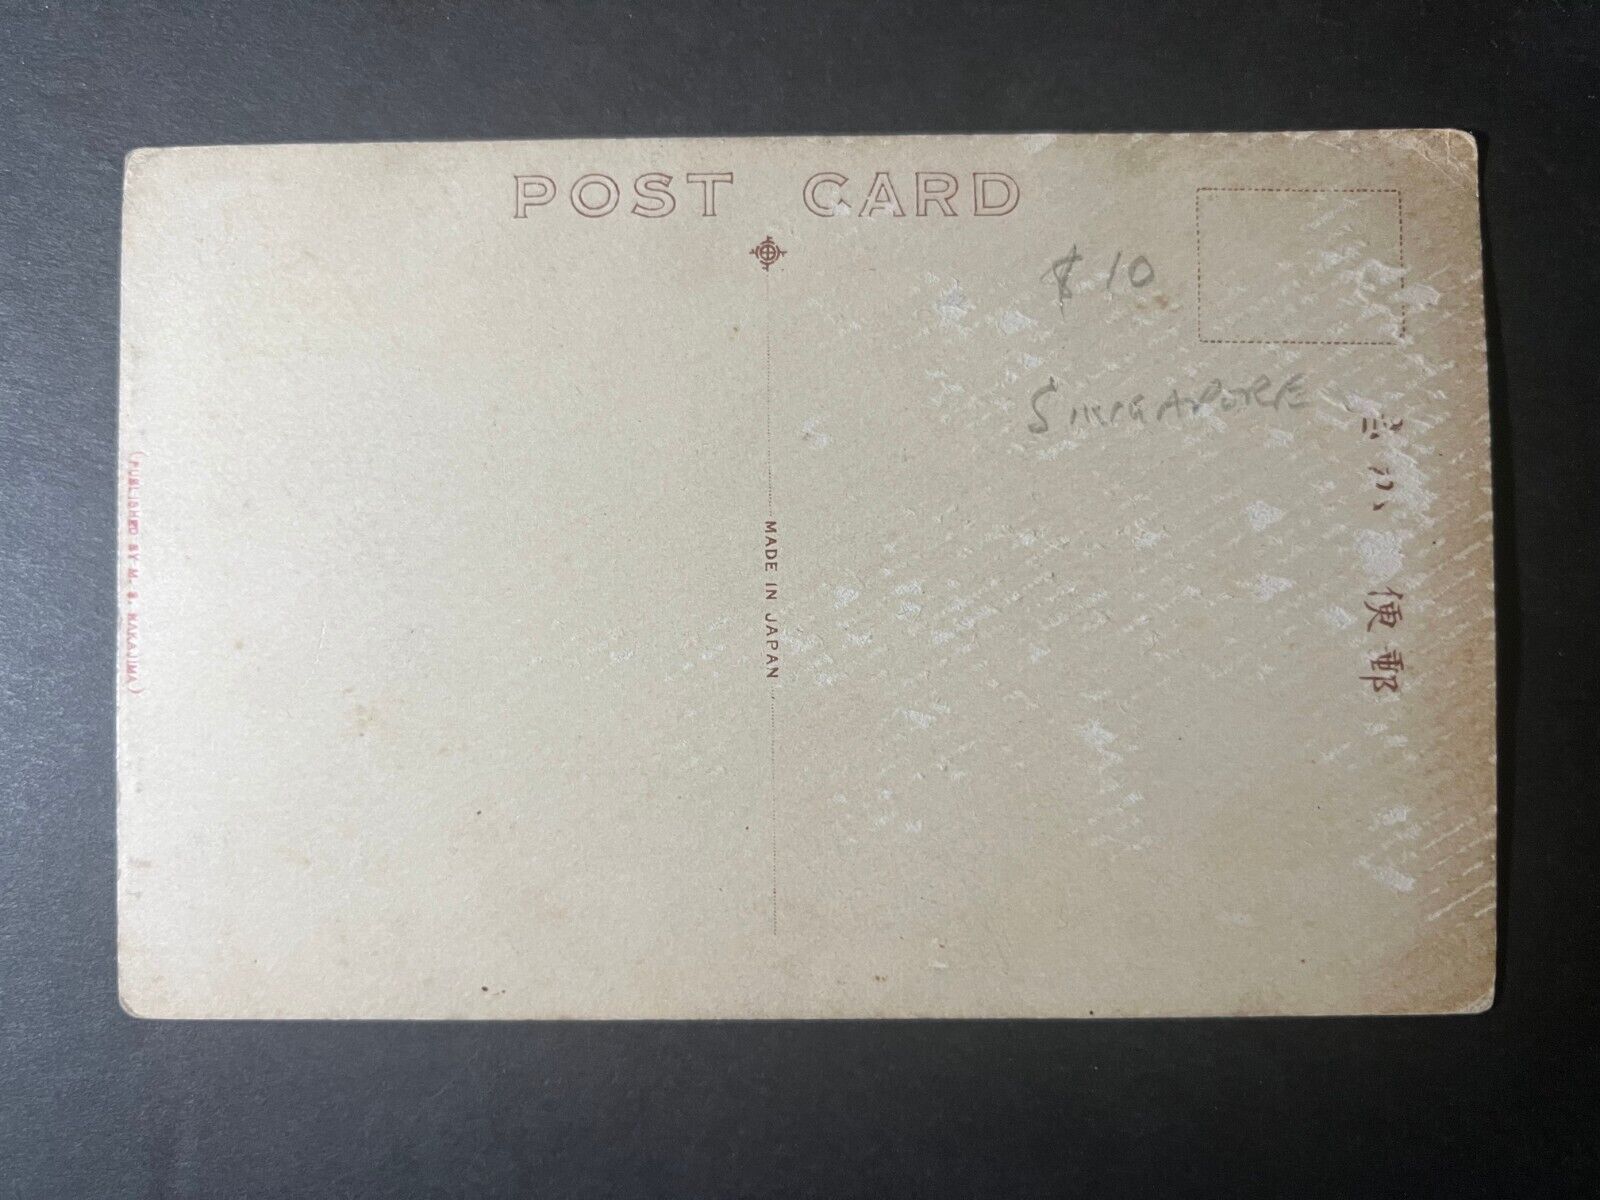 POST CARD
$10
SINGAPORE
MADE IN JAPAN
(PUBLISHED BY M. S. NAKAJIMA)
郵便